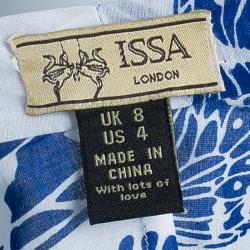 ISSA
LONDON
UK 8
US 4
MADE IN
CHINA
With lots of
love